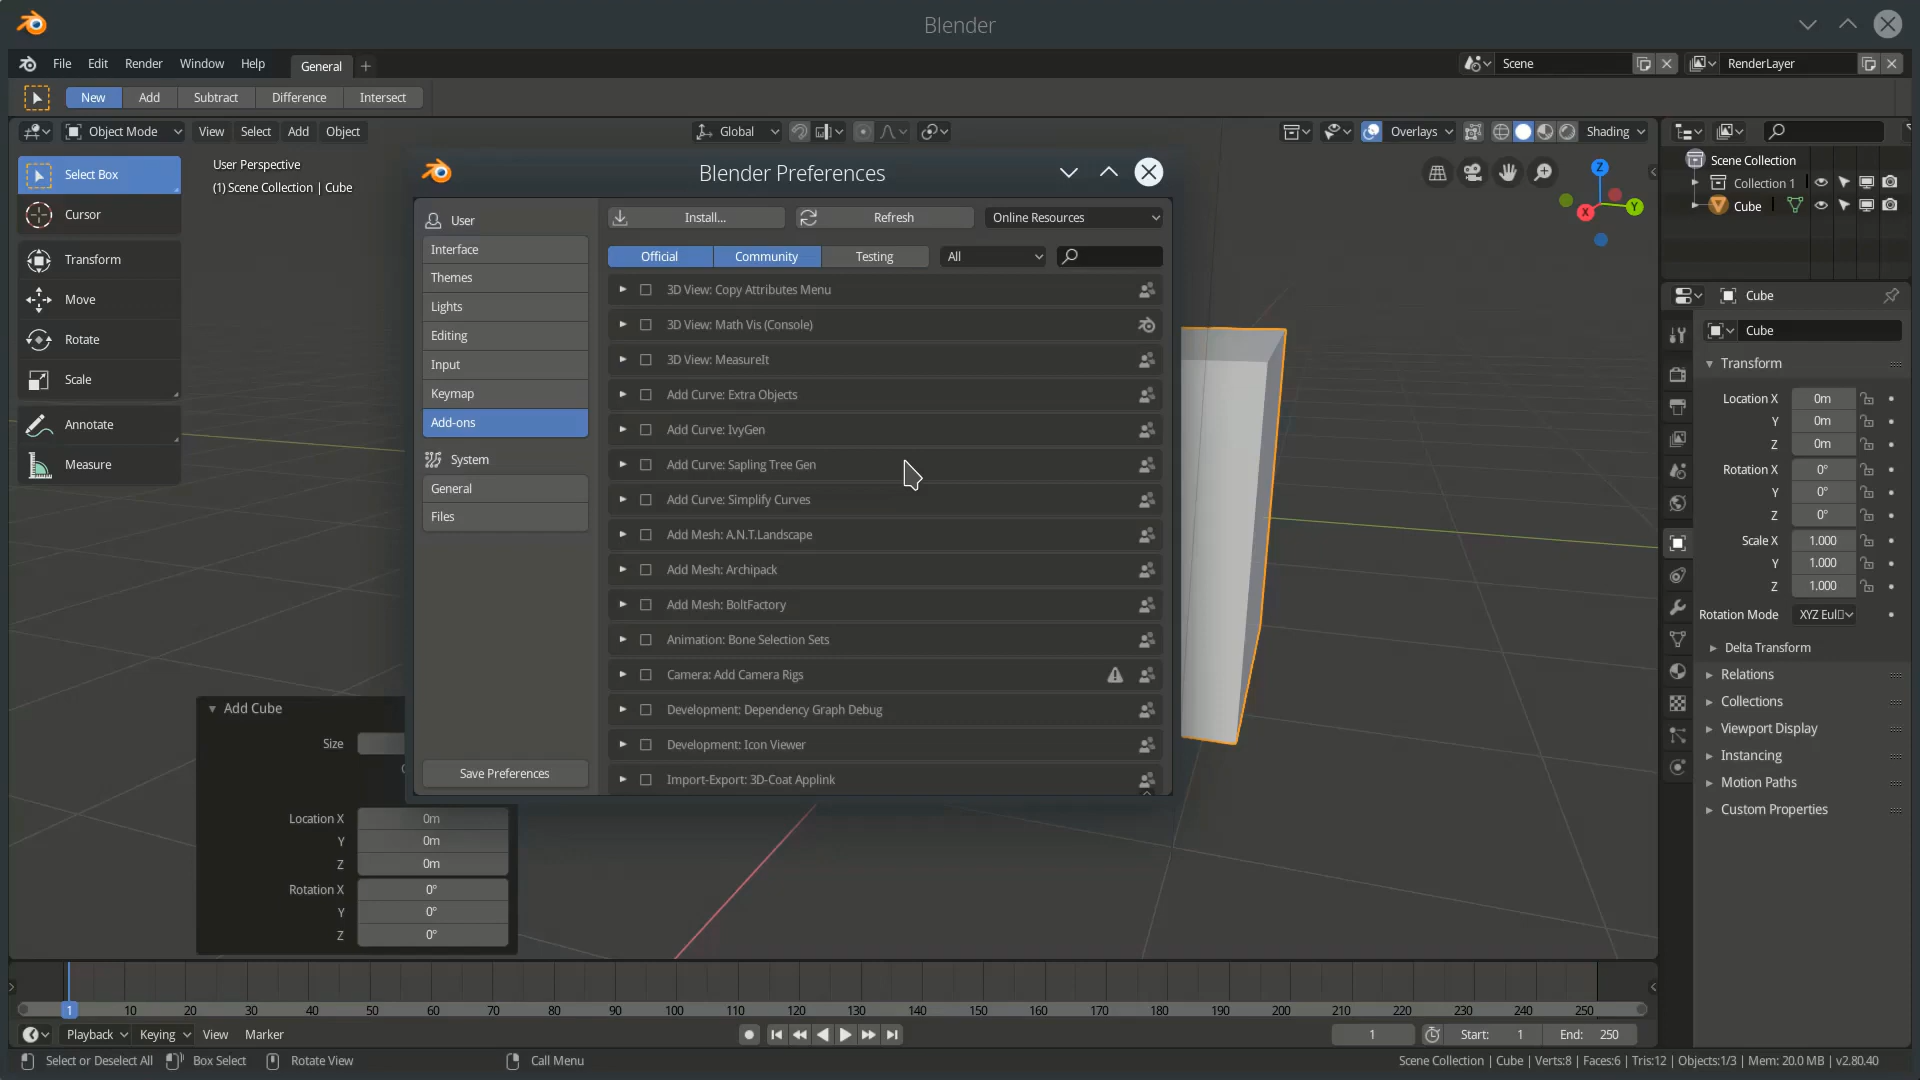 Blender
File Edit Render Window Help General + Scene RenderLayer
New Add Subtract Difference Intersect
Object Mode View Select Add Object Global Overlays Shading
Select Box
Cursor
Transform
Move
Rotate
Scale
Annotate
Measure
User Perspective
(1) Scene Collection | Cube
X
Y
Z
Blender Preferences
User
Interface
Themes
Lights
Editing
Input
Keymap
Add-ons
System
General
Files
Save Preferences
Install... Refresh Online Resources
Official Community Testing All
3D View: Copy Attributes Menu
3D View: Math Vis (Console)
3D View: MeasureIt
Add Curve: Extra Objects
Add Curve: IvyGen
Add Curve: Sapling Tree Gen
Add Curve: Simplify Curves
Add Mesh: A.N.T.Landscape
Add Mesh: Archipack
Add Mesh: BoltFactory
Animation: Bone Selection Sets
Camera: Add Camera Rigs
Development: Dependency Graph Debug
Development: Icon Viewer
Import-Export: 3D-Coat Applink
Add Cube
Size
Location X 0m
Y 0m
Z 0m
Rotation X 0°
Y 0°
Z 0°
Scene Collection
Collection 1
Cube
Cube
Cube
Transform
Location X 0m
Y 0m
Z 0m
Rotation X 0°
Y 0°
Z 0°
Scale X 1.000
Y 1.000
Z 1.000
Rotation Mode XYZ Eul
Delta Transform
Relations
Collections
Viewport Display
Instancing
Motion Paths
Custom Properties
1 10 20 30 40 50 60 70 80 90 100 110 120 130 140 150 160 170 180 190 200 210 220 230 240 250
Playback Keying View Marker 1 Start: 1 End: 250
Select or Deselect All Box Select Rotate View Call Menu Scene Collection | Cube | Verts:8 | Faces:6 | Tris:12 | Objects:1/3 | Mem: 20.0 MB | v2.80.40